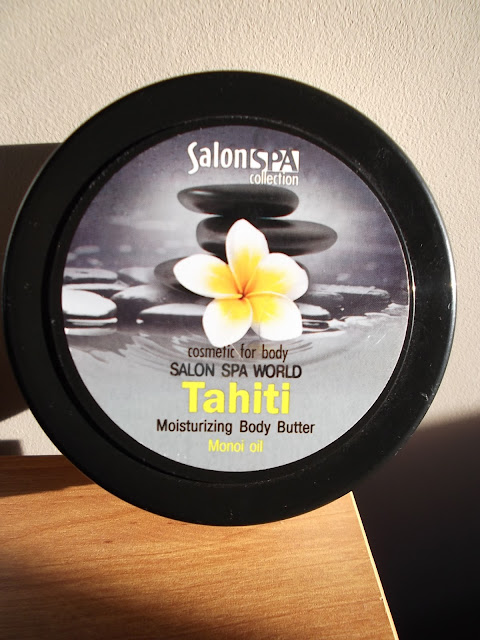 Salon SPA
collection
cosmetic for body
SALON SPA WORLD
Tahiti
Moisturizing Body Butter
Monoi oil